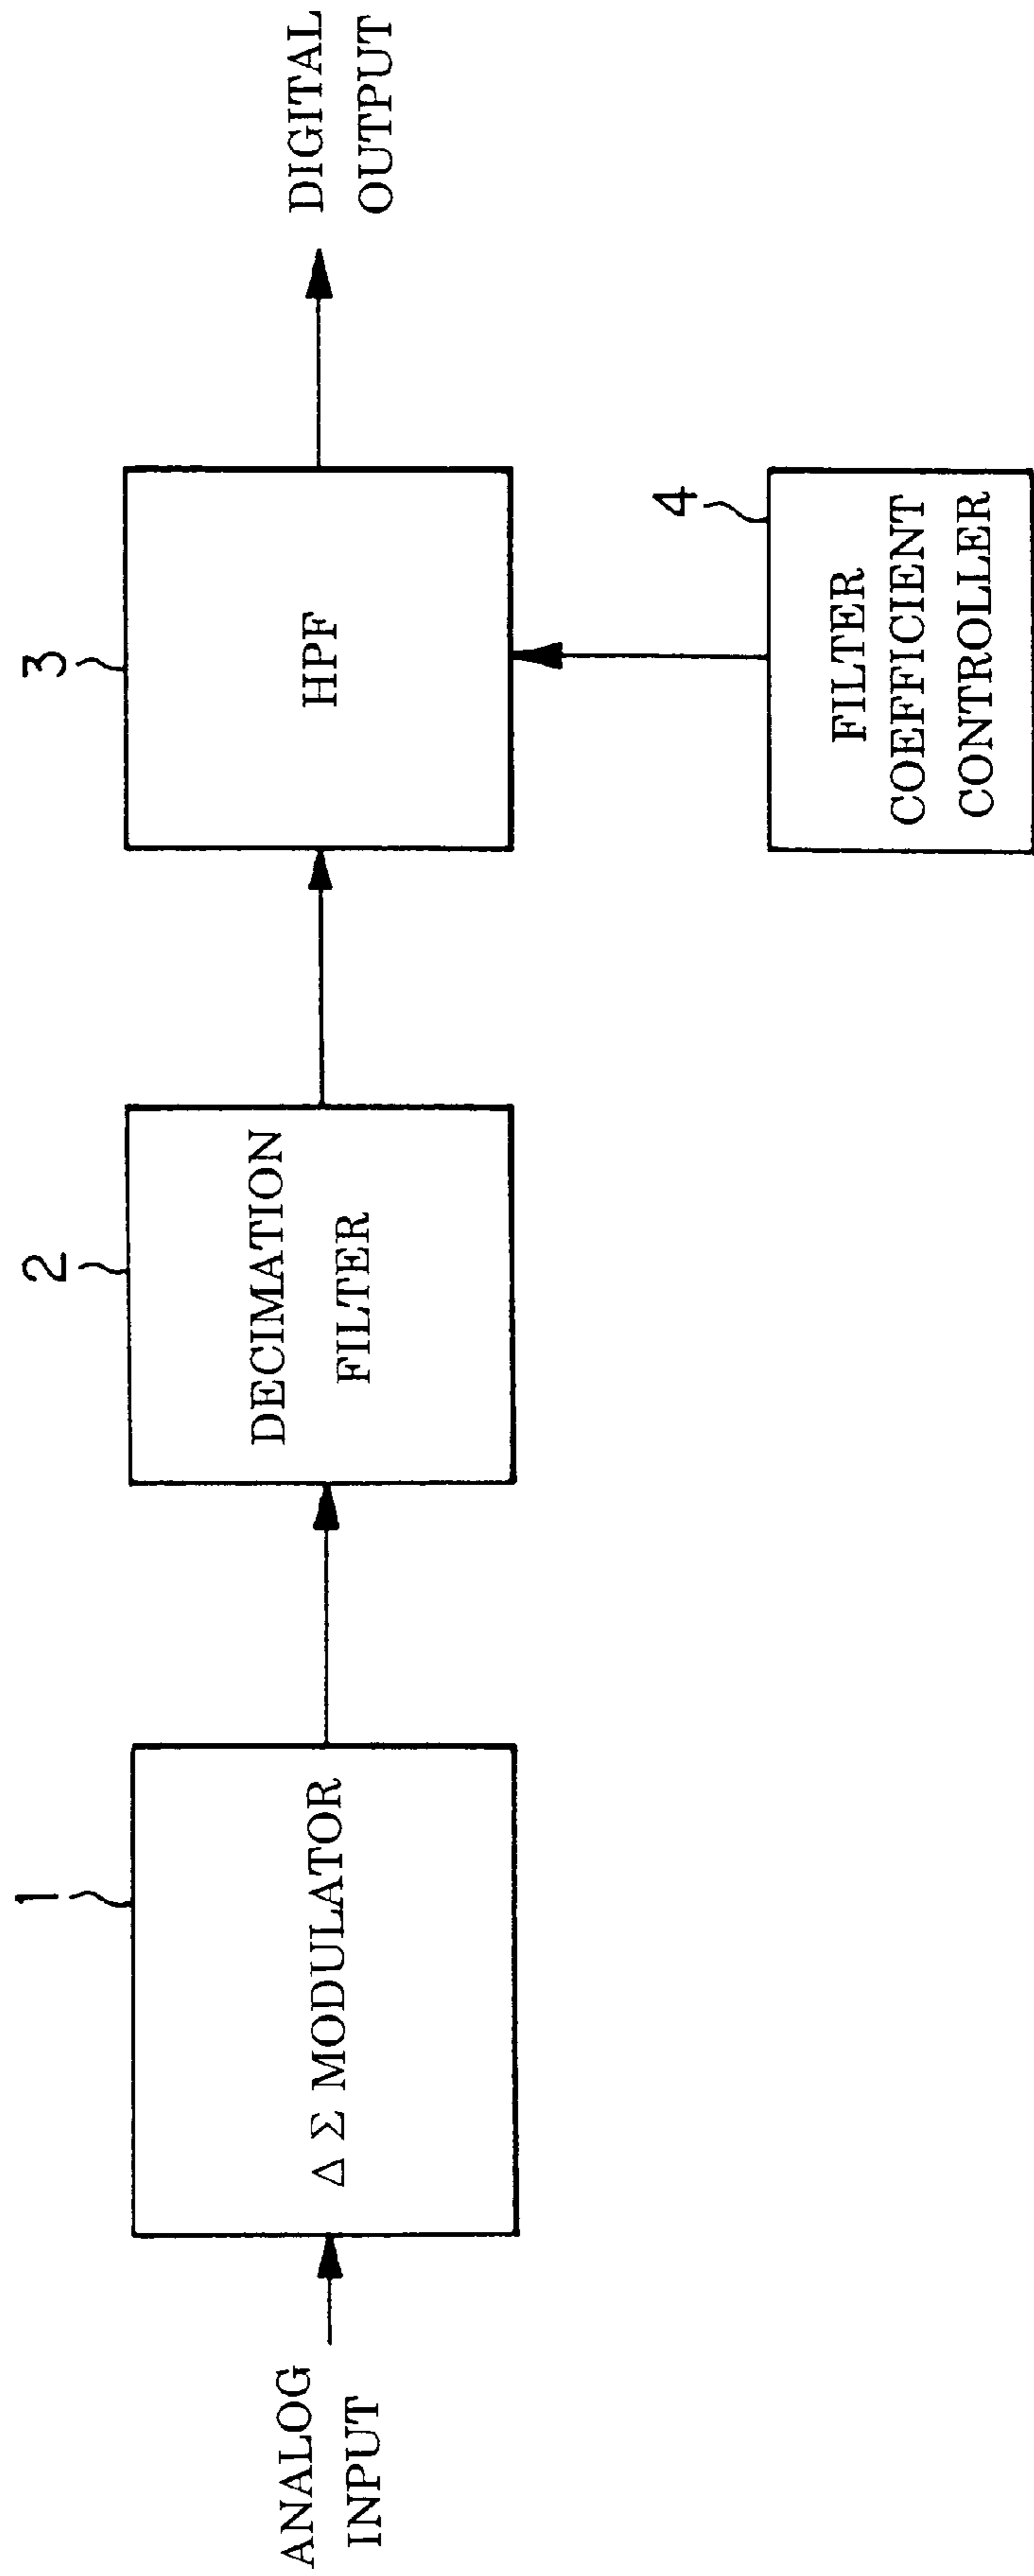 1
2
3
4
ANALOG
INPUT
Δ Σ MODULATOR
DECIMATION
FILTER
HPF
DIGITAL
OUTPUT
FILTER
COEFFICIENT
CONTROLLER